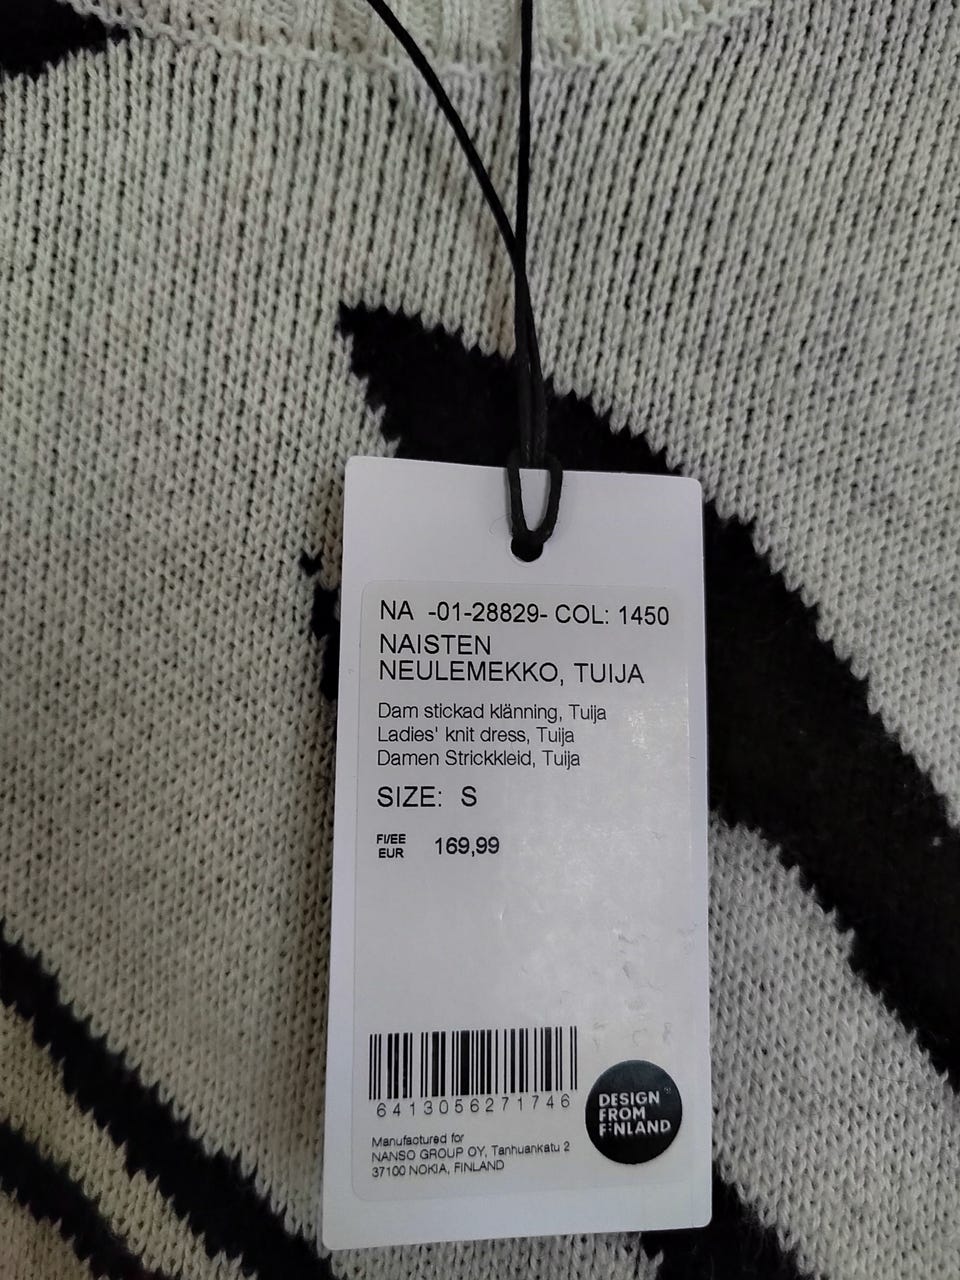 NA -01-28829- COL: 1450
NAISTEN
NEULEMEKKO, TUIJA
Dam stickad klänning, Tuija
Ladies' knit dress, Tuija
Damen Strickkleid, Tuija
SIZE: S
FI/EE
EUR 169,99
6413056271746
Manufactured for
NANSO GROUP OY, Tanhuankatu 2
37100 NOKIA, FINLAND
DESIGN
FROM
FINLAND